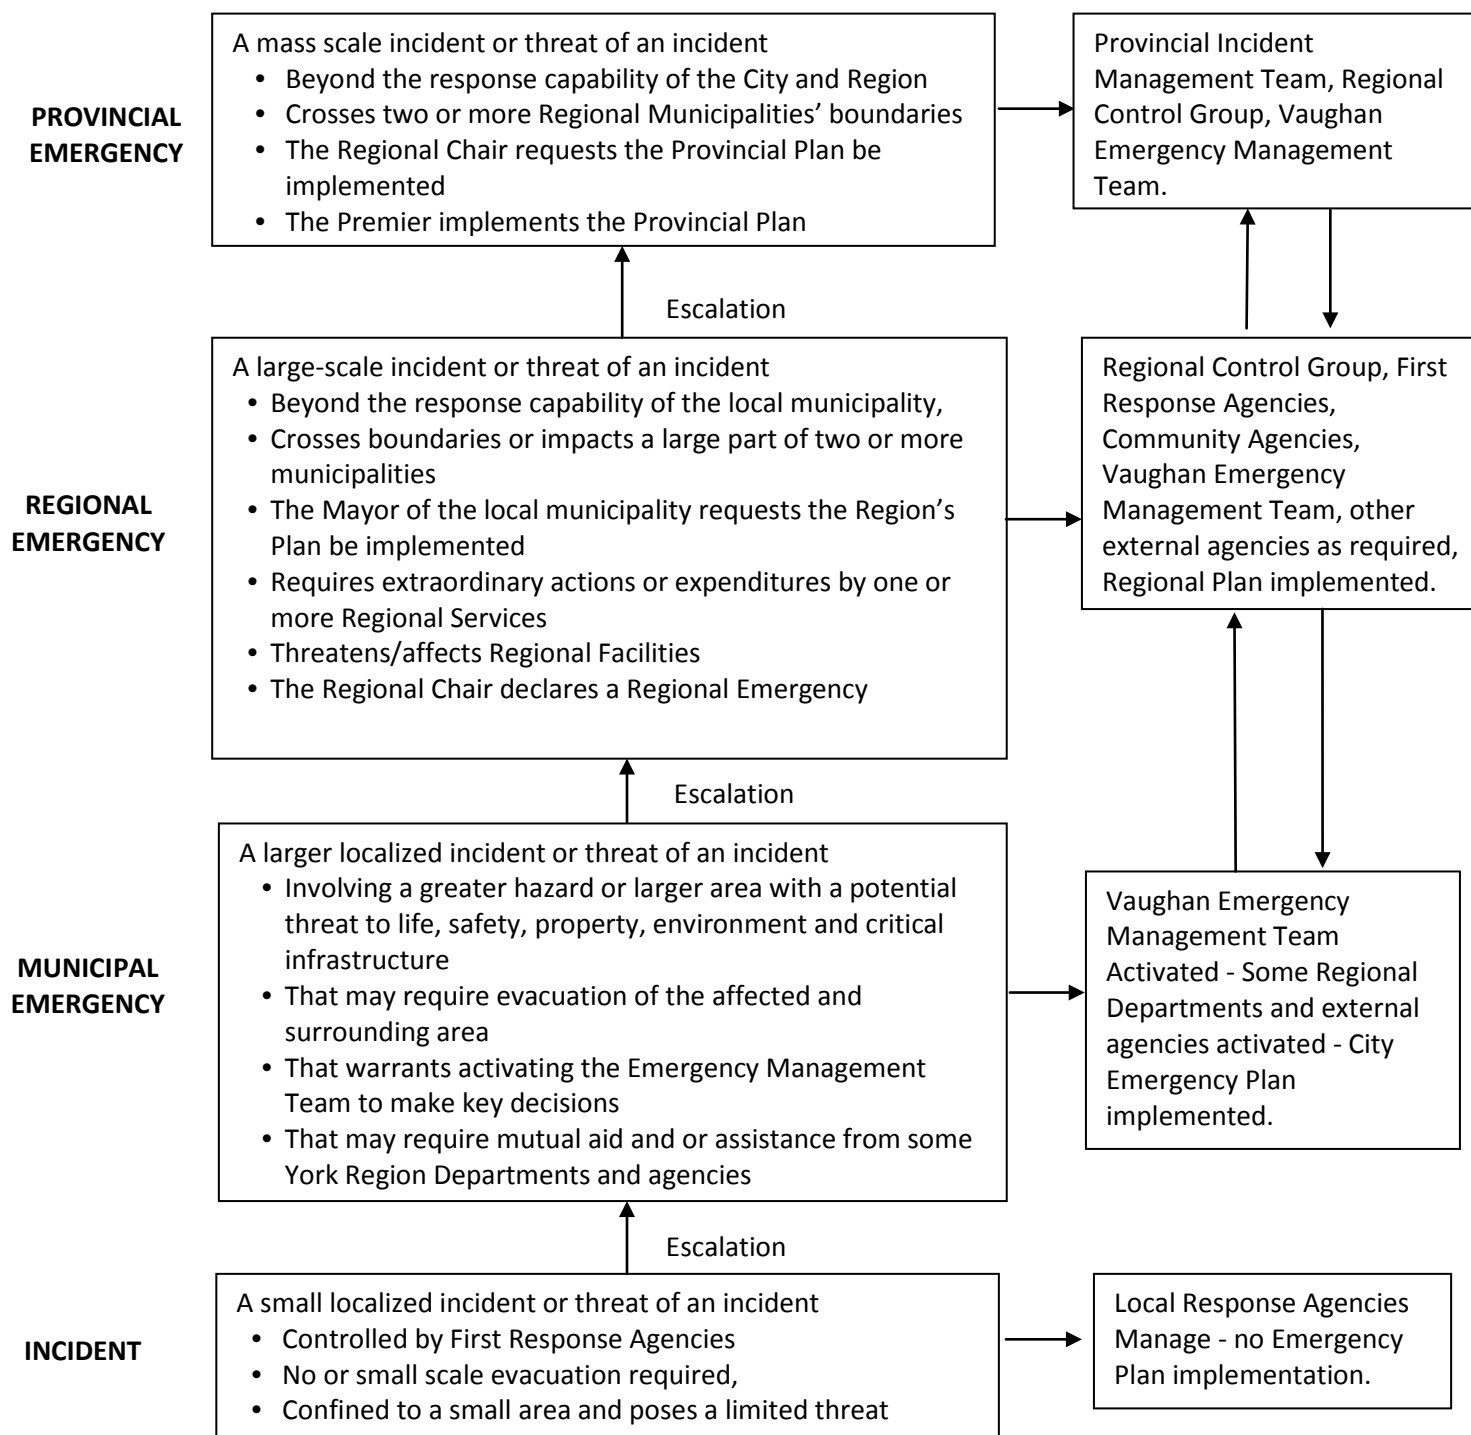 PROVINCIAL
EMERGENCY
A mass scale incident or threat of an incident
• Beyond the response capability of the City and Region
• Crosses two or more Regional Municipalities’ boundaries
• The Regional Chair requests the Provincial Plan be
implemented
• The Premier implements the Provincial Plan
Provincial Incident
Management Team, Regional
Control Group, Vaughan
Emergency Management
Team.
Escalation
REGIONAL
EMERGENCY
A large-scale incident or threat of an incident
• Beyond the response capability of the local municipality,
• Crosses boundaries or impacts a large part of two or more
municipalities
• The Mayor of the local municipality requests the Region’s
Plan be implemented
• Requires extraordinary actions or expenditures by one or
more Regional Services
• Threatens/affects Regional Facilities
• The Regional Chair declares a Regional Emergency
Regional Control Group, First
Response Agencies,
Community Agencies,
Vaughan Emergency
Management Team, other
external agencies as required,
Regional Plan implemented.
Escalation
MUNICIPAL
EMERGENCY
A larger localized incident or threat of an incident
• Involving a greater hazard or larger area with a potential
threat to life, safety, property, environment and critical
infrastructure
• That may require evacuation of the affected and
surrounding area
• That warrants activating the Emergency Management
Team to make key decisions
• That may require mutual aid and or assistance from some
York Region Departments and agencies
Vaughan Emergency
Management Team
Activated - Some Regional
Departments and external
agencies activated - City
Emergency Plan
implemented.
Escalation
INCIDENT
A small localized incident or threat of an incident
• Controlled by First Response Agencies
• No or small scale evacuation required,
• Confined to a small area and poses a limited threat
Local Response Agencies
Manage - no Emergency
Plan implementation.